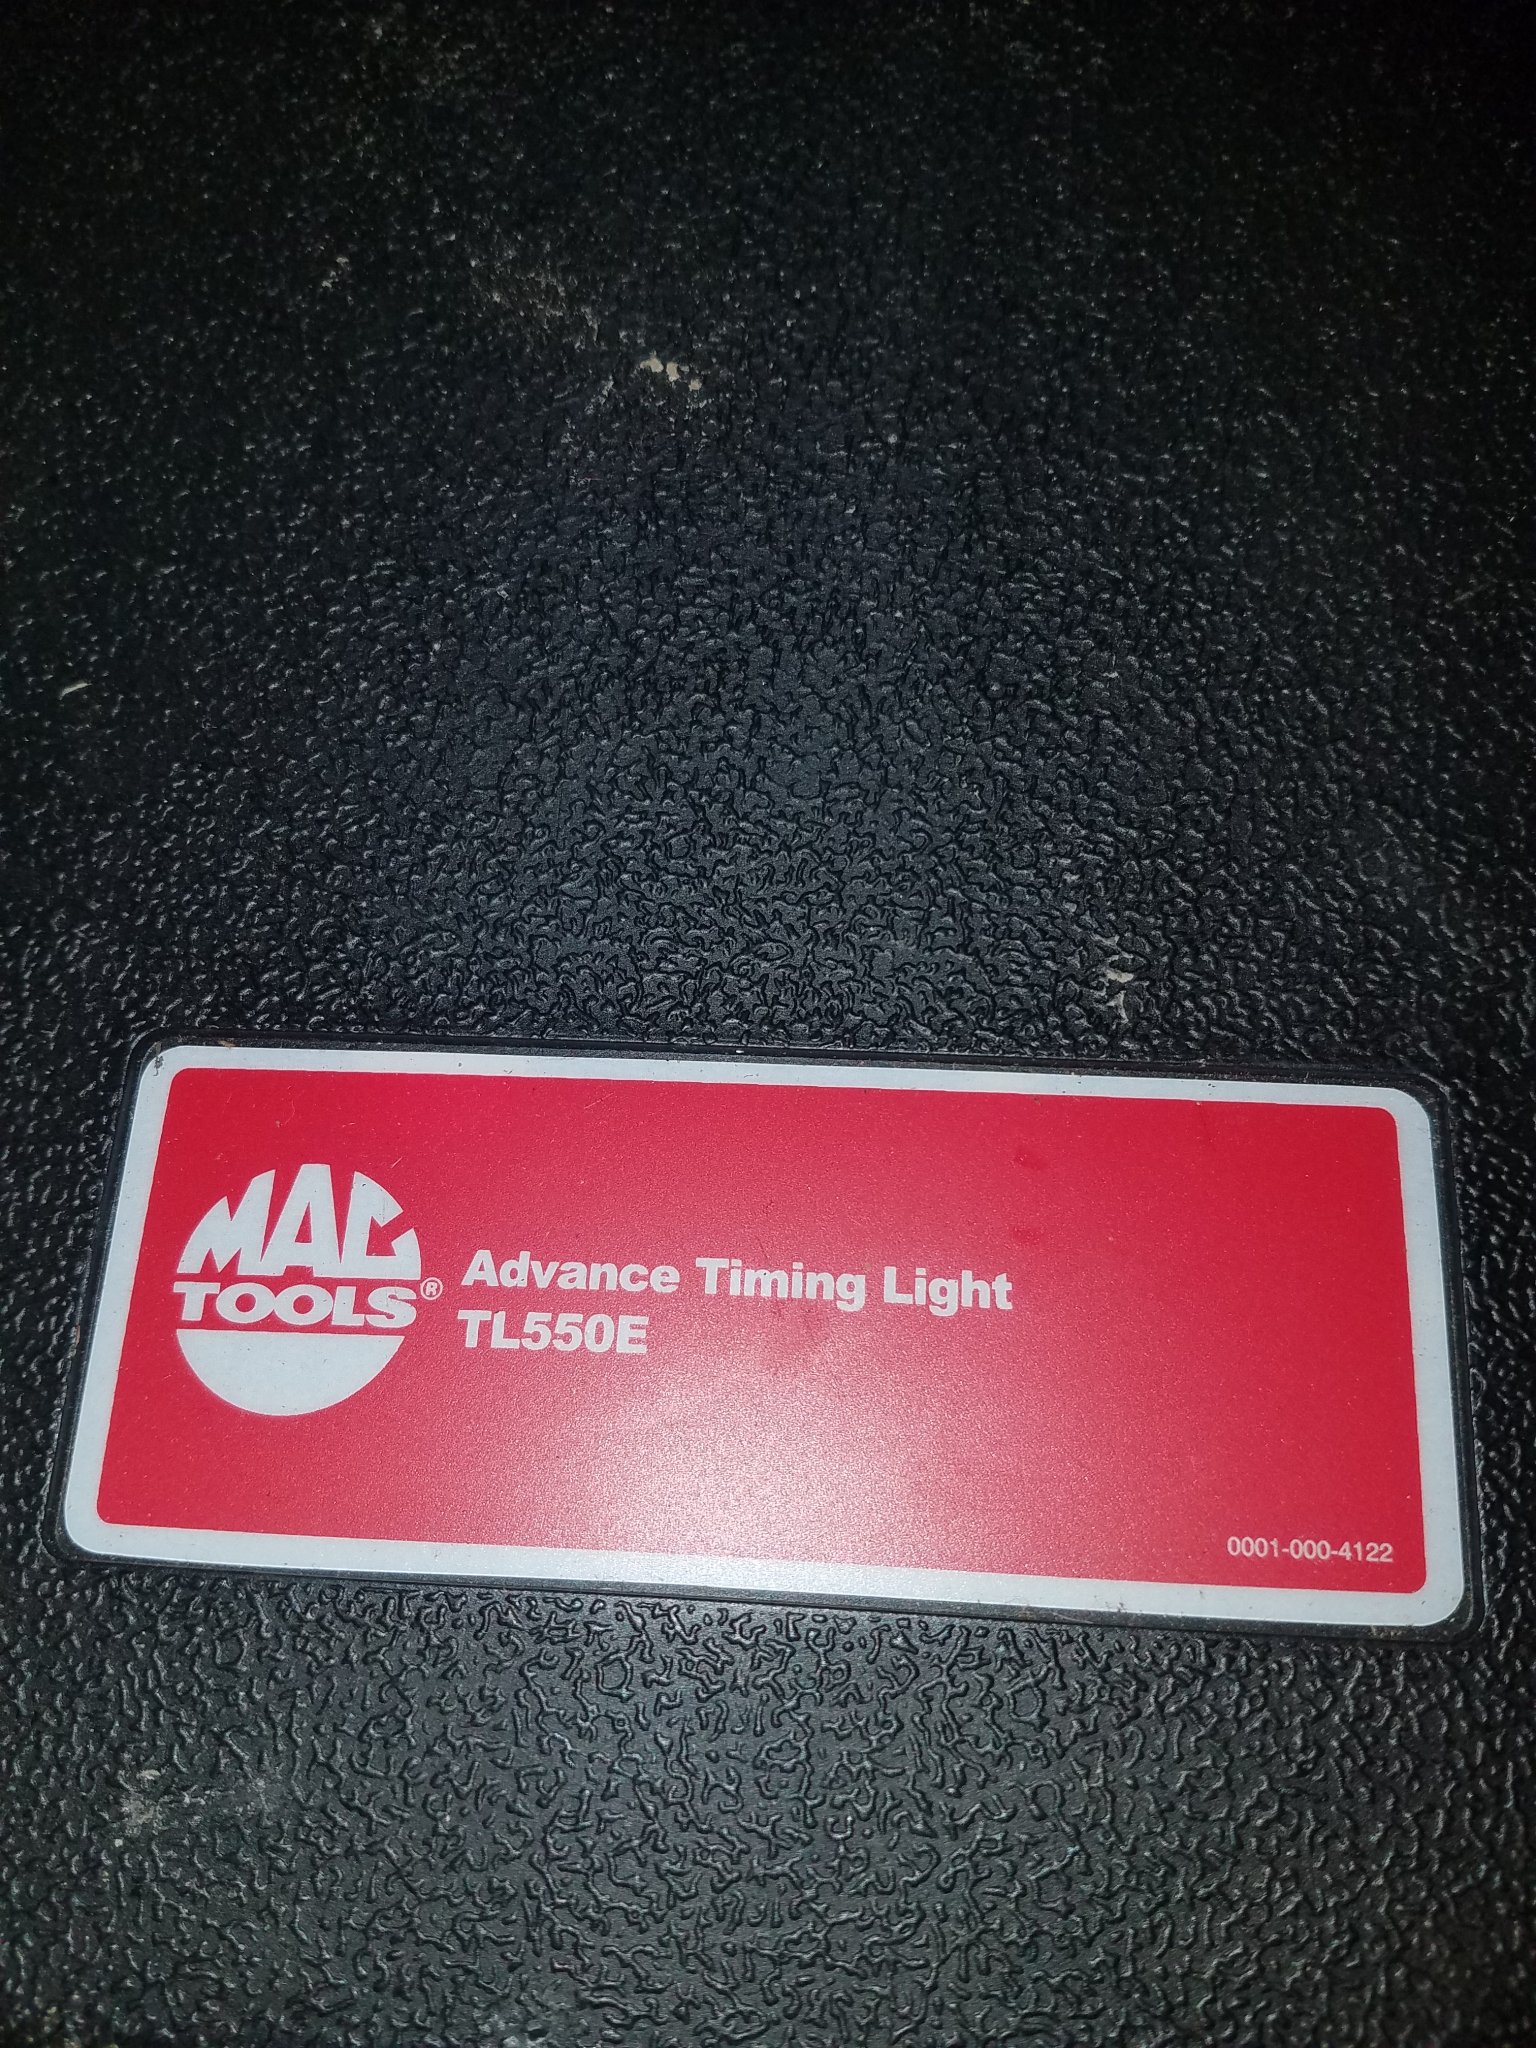 MAC
TOOLS®
Advance Timing Light
TL550E
0001-000-4122